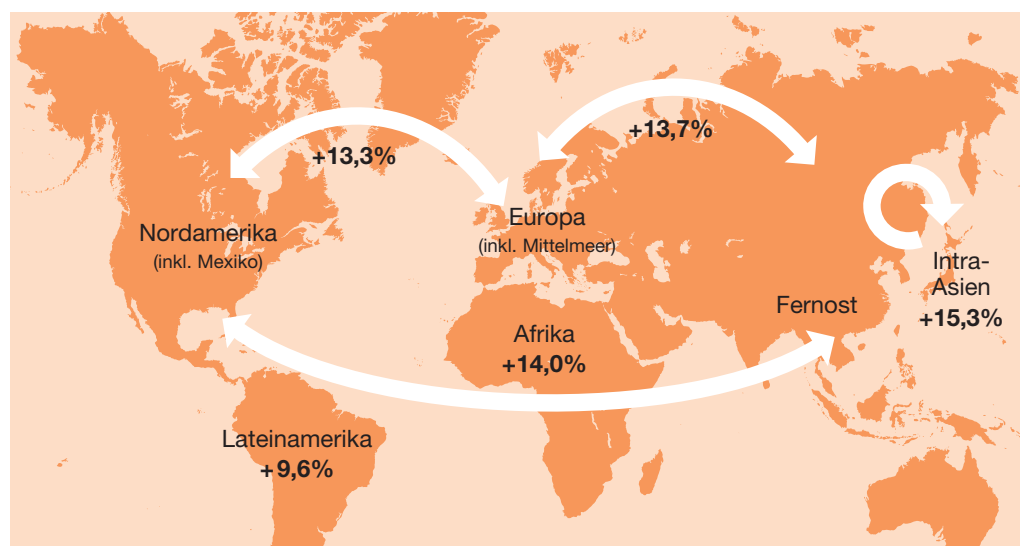 +13,3%
+13,7%
Nordamerika
(inkl. Mexiko)
Europa
(inkl. Mittelmeer)
Intra-
Asien
+15,3%
Fernost
Afrika
+14,0%
Lateinamerika
+9,6%